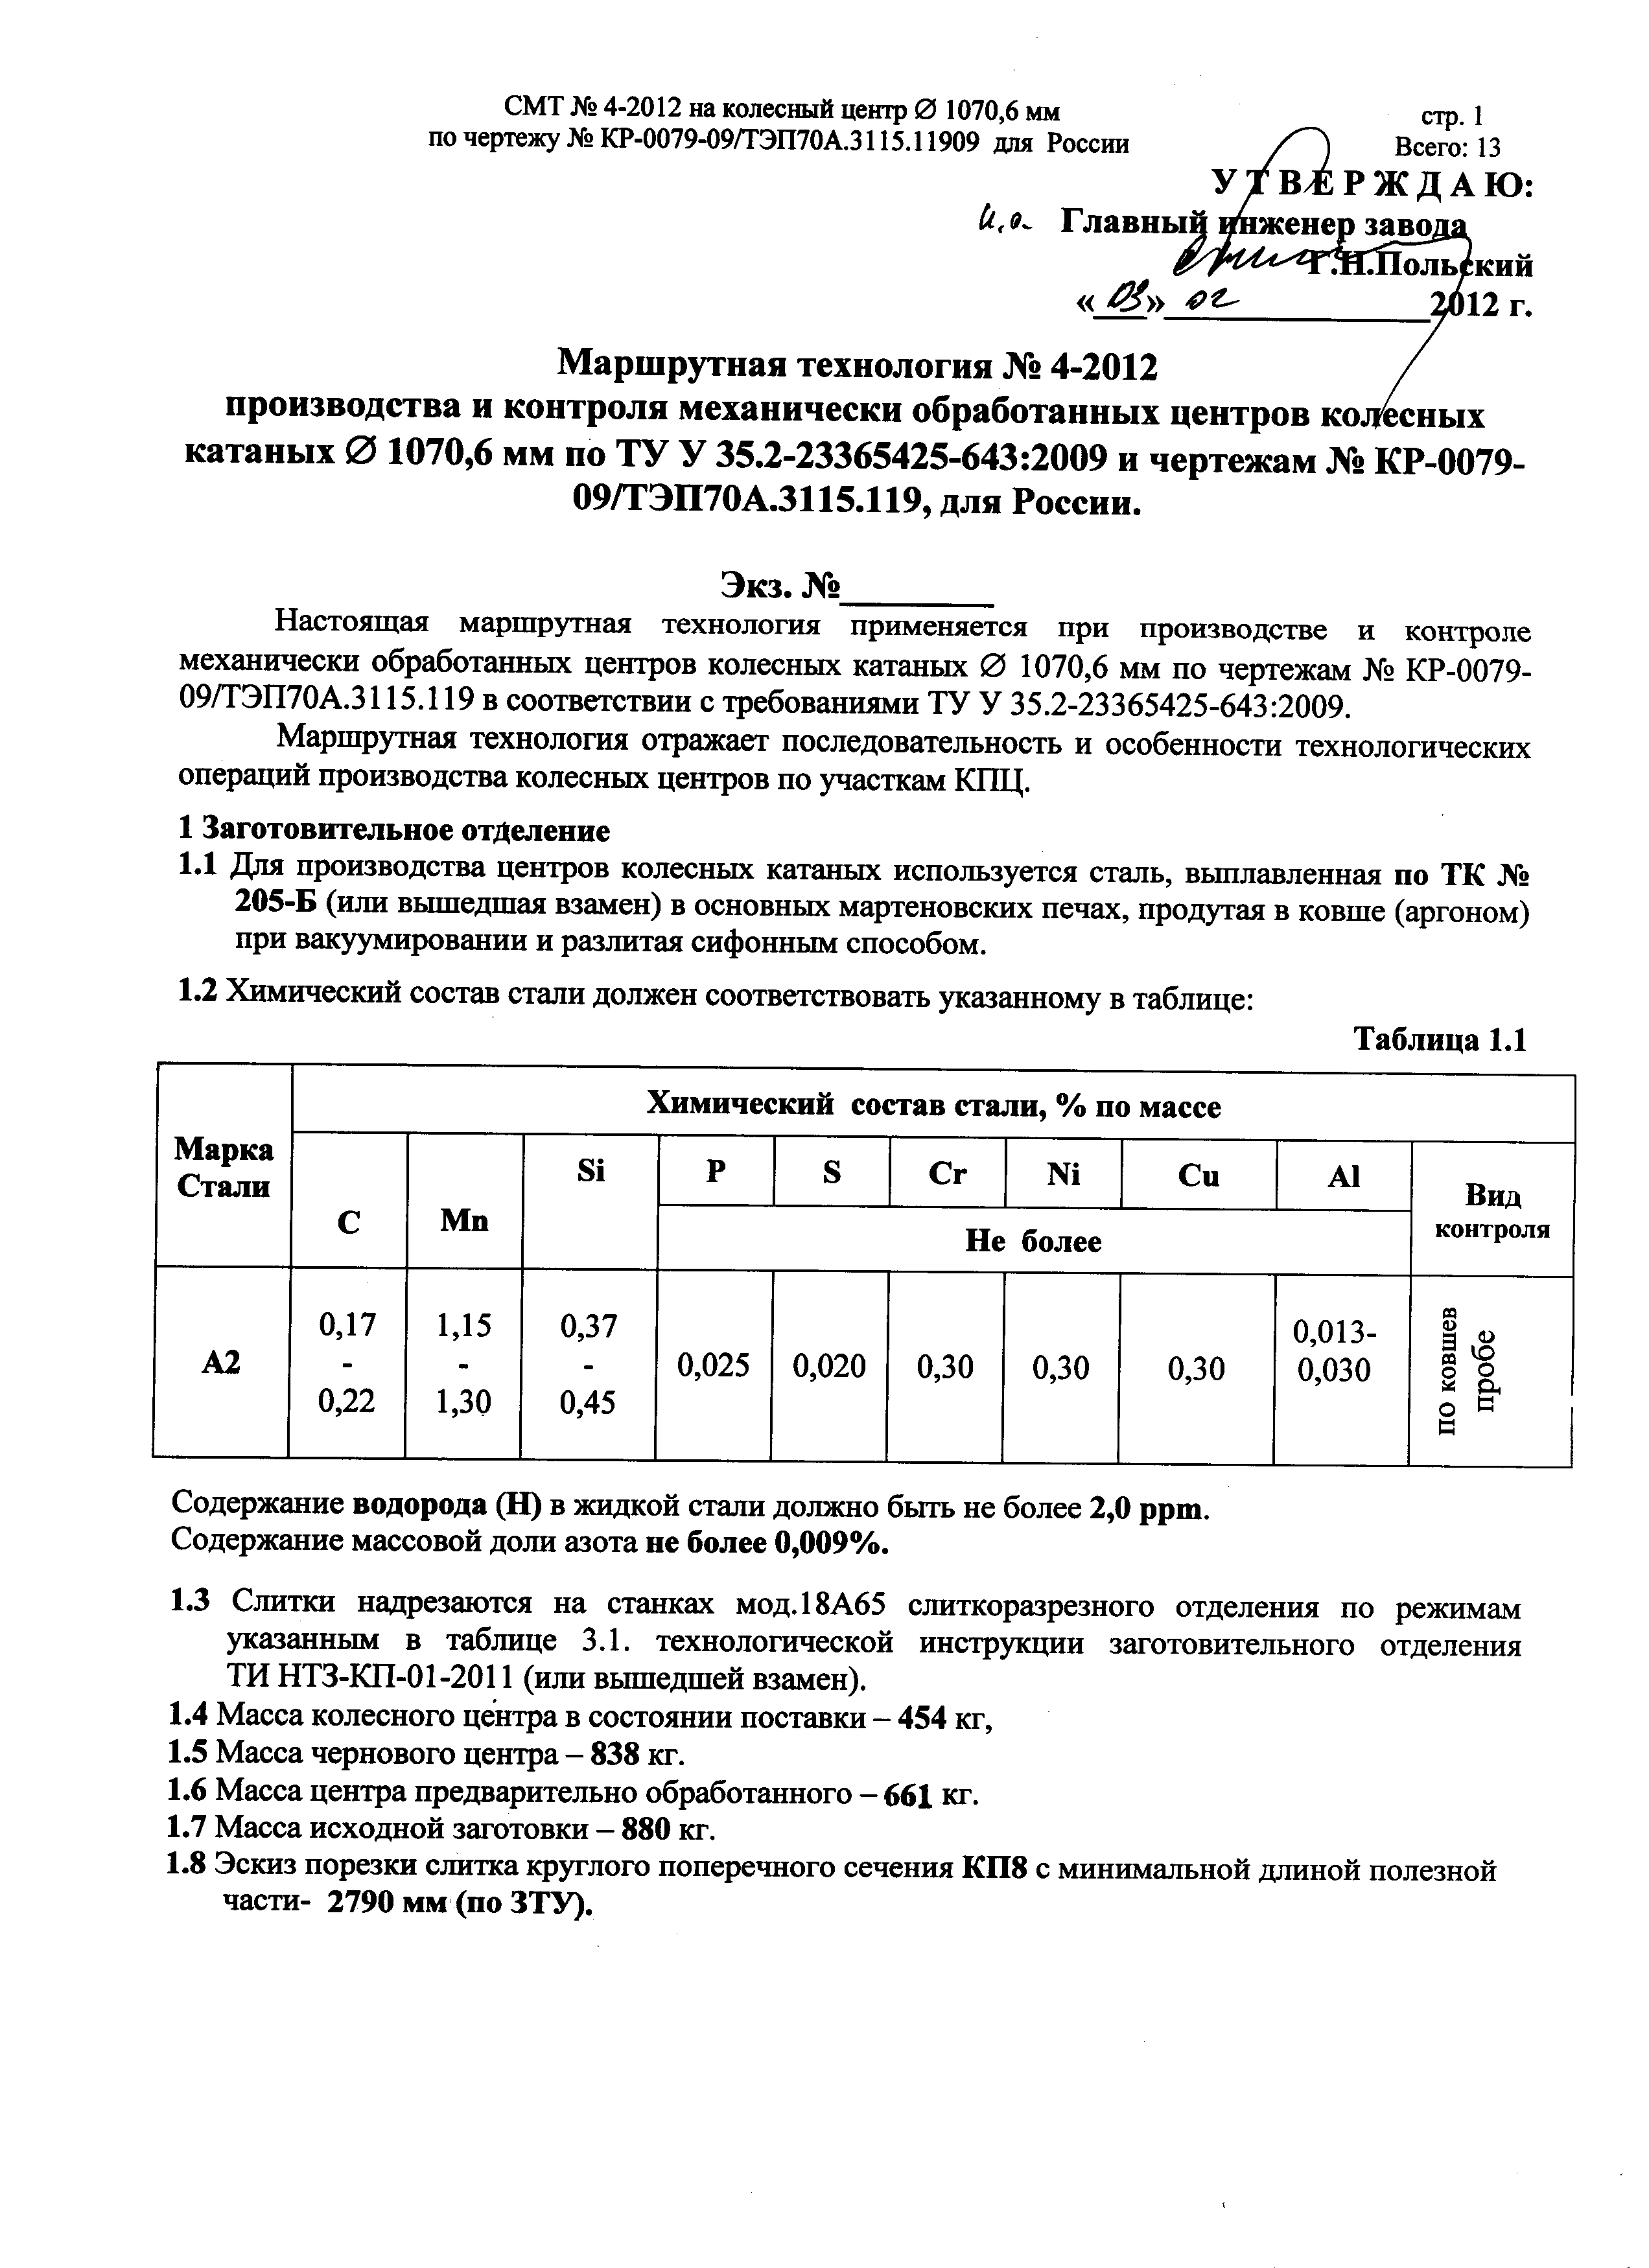 СМТ № 4-2012 на колесный центр ∅ 1070,6 мм
по чертежу № КР-0079-09/ТЭП70А.3115.11909 для России
стр. 1
Всего: 13
У Т В Е Р Ж Д А Ю:
и.о. Главный инженер завода
Г.Н.Польский
«03» 02 2012 г.
Маршрутная технология № 4-2012
производства и контроля механически обработанных центров колесных
катаных ∅ 1070,6 мм по ТУ У 35.2-23365425-643:2009 и чертежам № КР-0079-
09/ТЭП70А.3115.119, для России.
Экз. №________
Настоящая маршрутная технология применяется при производстве и контроле
механически обработанных центров колесных катаных ∅ 1070,6 мм по чертежам № КР-0079-
09/ТЭП70А.3115.119 в соответствии с требованиями ТУ У 35.2-23365425-643:2009.
Маршрутная технология отражает последовательность и особенности технологических
операций производства колесных центров по участкам КПЦ.
1 Заготовительное отделение
1.1 Для производства центров колесных катаных используется сталь, выплавленная по ТК №
205-Б (или вышедшая взамен) в основных мартеновских печах, продутая в ковше (аргоном)
при вакуумировании и разлитая сифонным способом.
1.2 Химический состав стали должен соответствовать указанному в таблице:
Таблица 1.1
Марка
Стали
Химический состав стали, % по массе
C Mn Si P S Cr Ni Cu Al
Вид
контроля
Не более
А2
0,17
-
0,22
1,15
-
1,30
0,37
-
0,45
0,025 0,020 0,30 0,30 0,30
0,013-
0,030
по ковшев
пробе
Содержание водорода (Н) в жидкой стали должно быть не более 2,0 ppm.
Содержание массовой доли азота не более 0,009%.
1.3 Слитки надрезаются на станках мод.18А65 слиткоразрезного отделения по режимам
указанным в таблице 3.1. технологической инструкции заготовительного отделения
ТИ НТЗ-КП-01-2011 (или вышедшей взамен).
1.4 Масса колесного центра в состоянии поставки – 454 кг,
1.5 Масса чернового центра – 838 кг.
1.6 Масса центра предварительно обработанного – 661 кг.
1.7 Масса исходной заготовки – 880 кг.
1.8 Эскиз порезки слитка круглого поперечного сечения КП8 с минимальной длиной полезной
части- 2790 мм (по ЗТУ).